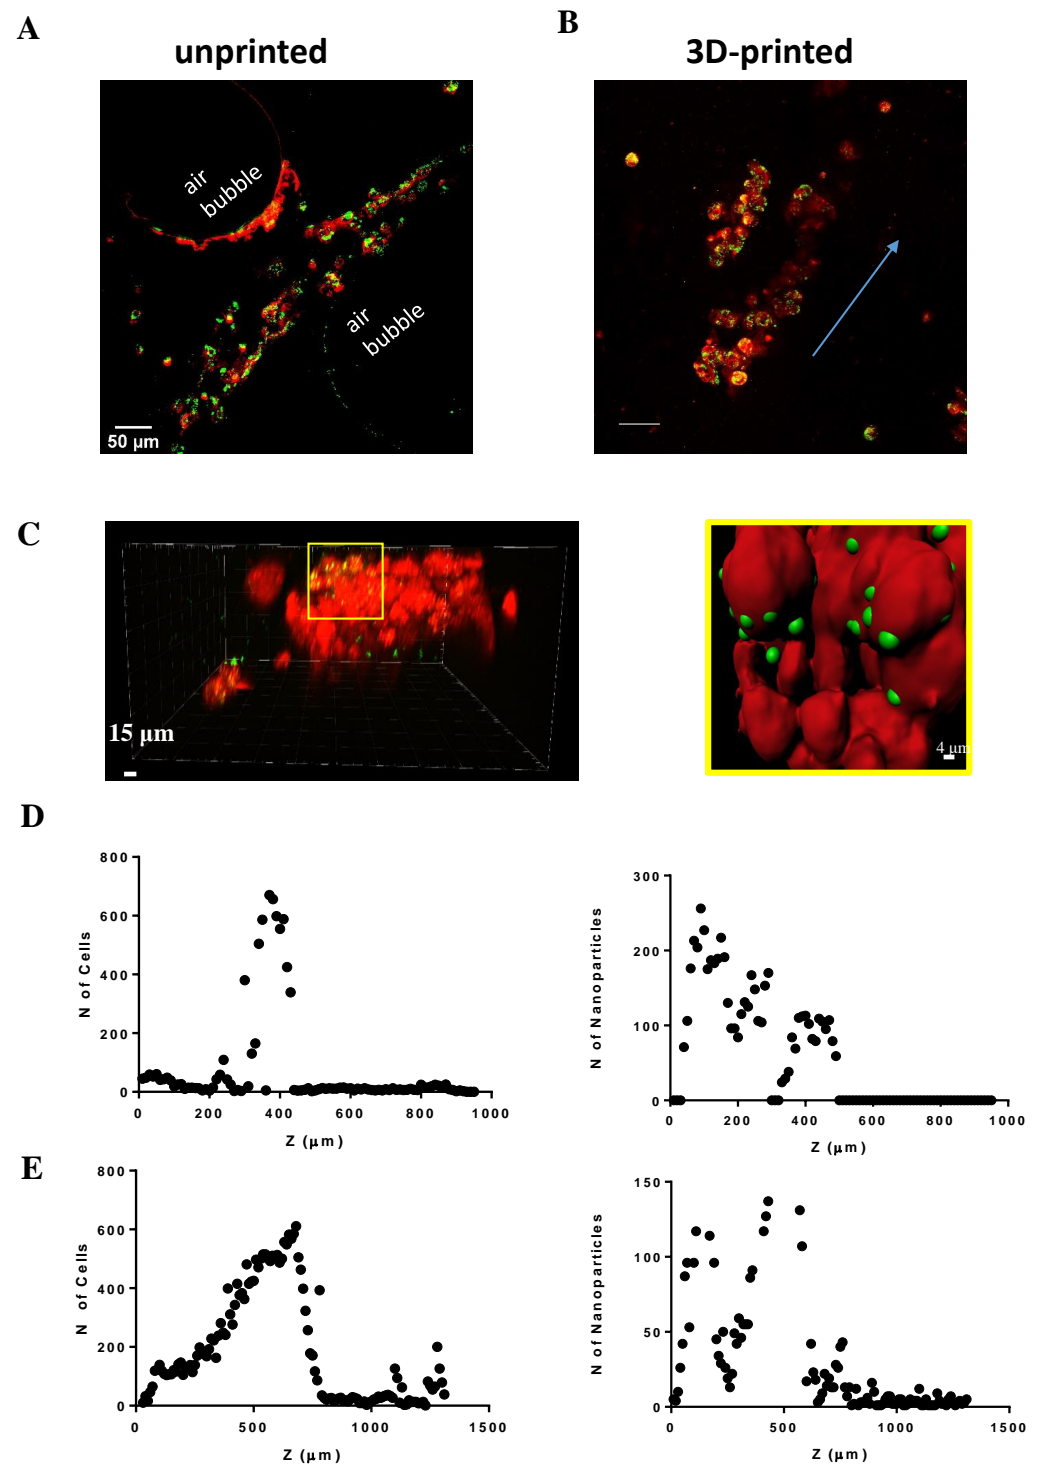 A
unprinted
air
bubble
air
bubble
50 µm
B
3D-printed
C
15 µm
4 µm
D
800
600
400
200
0
N of Cells
0 200 400 600 800 1000
Z (µm)
300
200
100
0
N of Nanoparticles
0 200 400 600 800 1000
Z (µm)
E
800
600
400
200
0
N of Cells
0 500 1000 1500
Z (µm)
150
100
50
0
N of Nanoparticles
0 500 1000 1500
Z (µm)